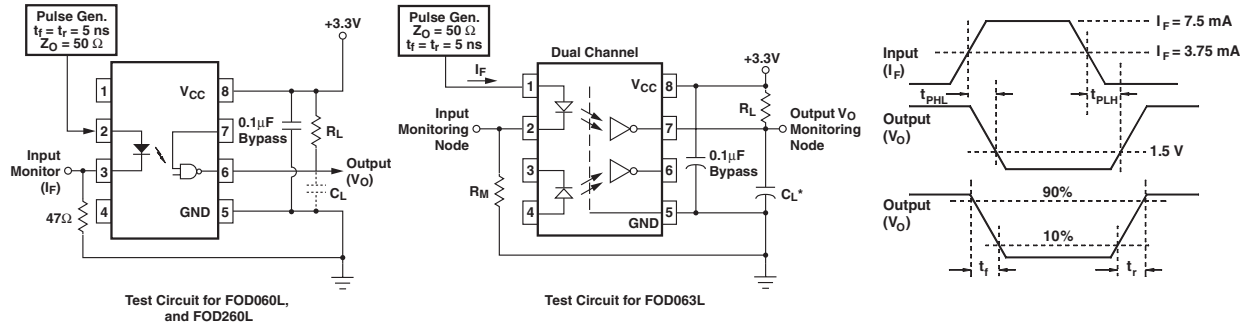 Pulse Gen.
tf = tr = 5 ns
ZO = 50 Ω
+3.3V
1
VCC
8
2
7
0.1µF
Bypass
RL
Input
Monitor
(IF)
3
6
Output
(VO)
CL
4
GND
5
47Ω
Test Circuit for FOD060L,
and FOD260L
Pulse Gen.
ZO = 50 Ω
tf = tr = 5 ns
Dual Channel
+3.3V
IF
1
VCC
8
RL
Input
Monitoring
Node
2
7
Output VO
Monitoring
Node
3
6
0.1µF
Bypass
RM
CL*
4
GND
5
Test Circuit for FOD063L
IF = 7.5 mA
Input
(IF)
IF = 3.75 mA
tPHL
tPLH
Output
(VO)
1.5 V
90%
Output
(VO)
10%
tf
tr